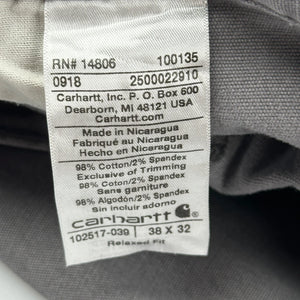 RN# 14806 100135
0918 2500022910
Carhartt, Inc. P. O. Box 600
Dearborn, MI 48121 USA
Carhartt.com
Made in Nicaragua
Fabriqué au Nicaragua
Hecho en Nicaragua
98% Cotton/2% Spandex
Exclusive of Trimming
98% Coton/2% Spandex
Sans garniture
98% Algodón/2% Spandex
Sin incluir adorno
carhartt
102517-039 38 X 32
Relaxed Fit